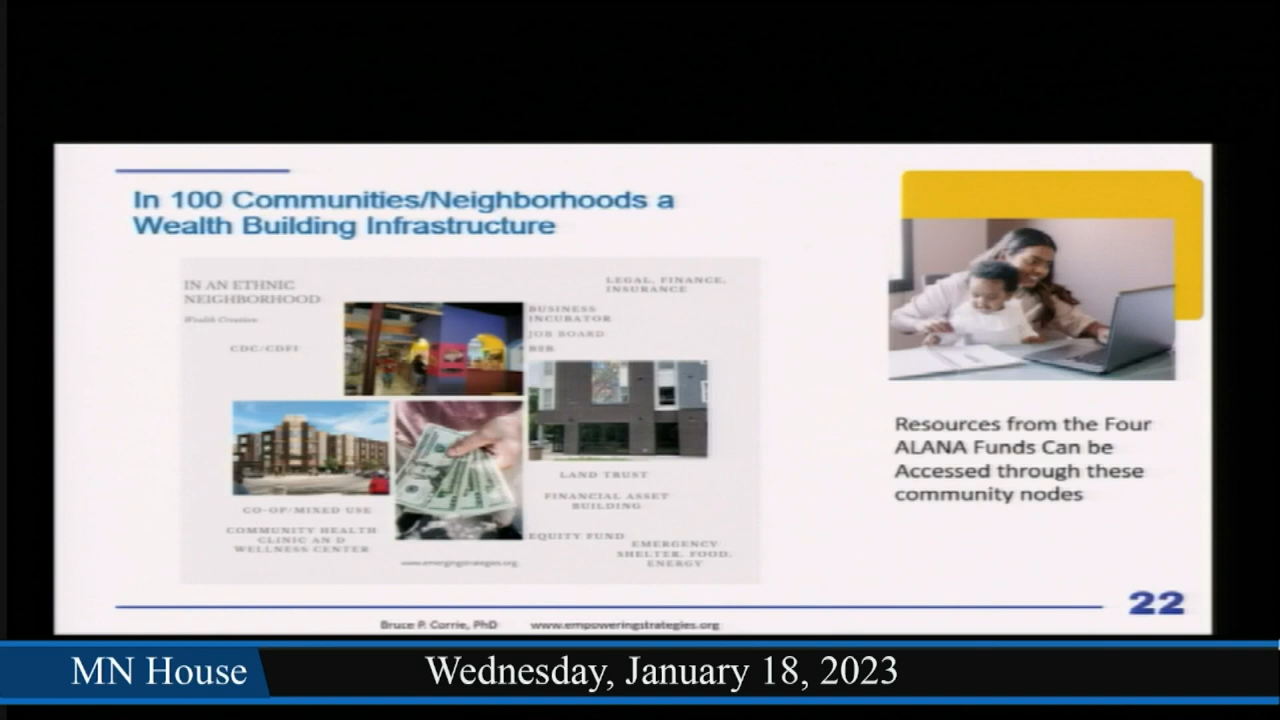 In 100 Communities/Neighborhoods a
Wealth Building Infrastructure
IN AN ETHNIC
NEIGHBORHOOD
Wealth Creation
CDC/CDFI
LEGAL, FINANCE,
INSURANCE
BUSINESS
INCUBATOR
JOB BOARD
B2B
LAND TRUST
FINANCIAL ASSET
BUILDING
CO-OP/MIXED USE
COMMUNITY HEALTH
CLINIC AN D
WELLNESS CENTER
EQUITY FUND
EMERGENCY
SHELTER, FOOD,
ENERGY
www.emergingstrategies.org
Resources from the Four
ALANA Funds Can be
Accessed through these
community nodes
22
Bruce P. Corrie, PhD www.empoweringstrategies.org
MN House
Wednesday, January 18, 2023